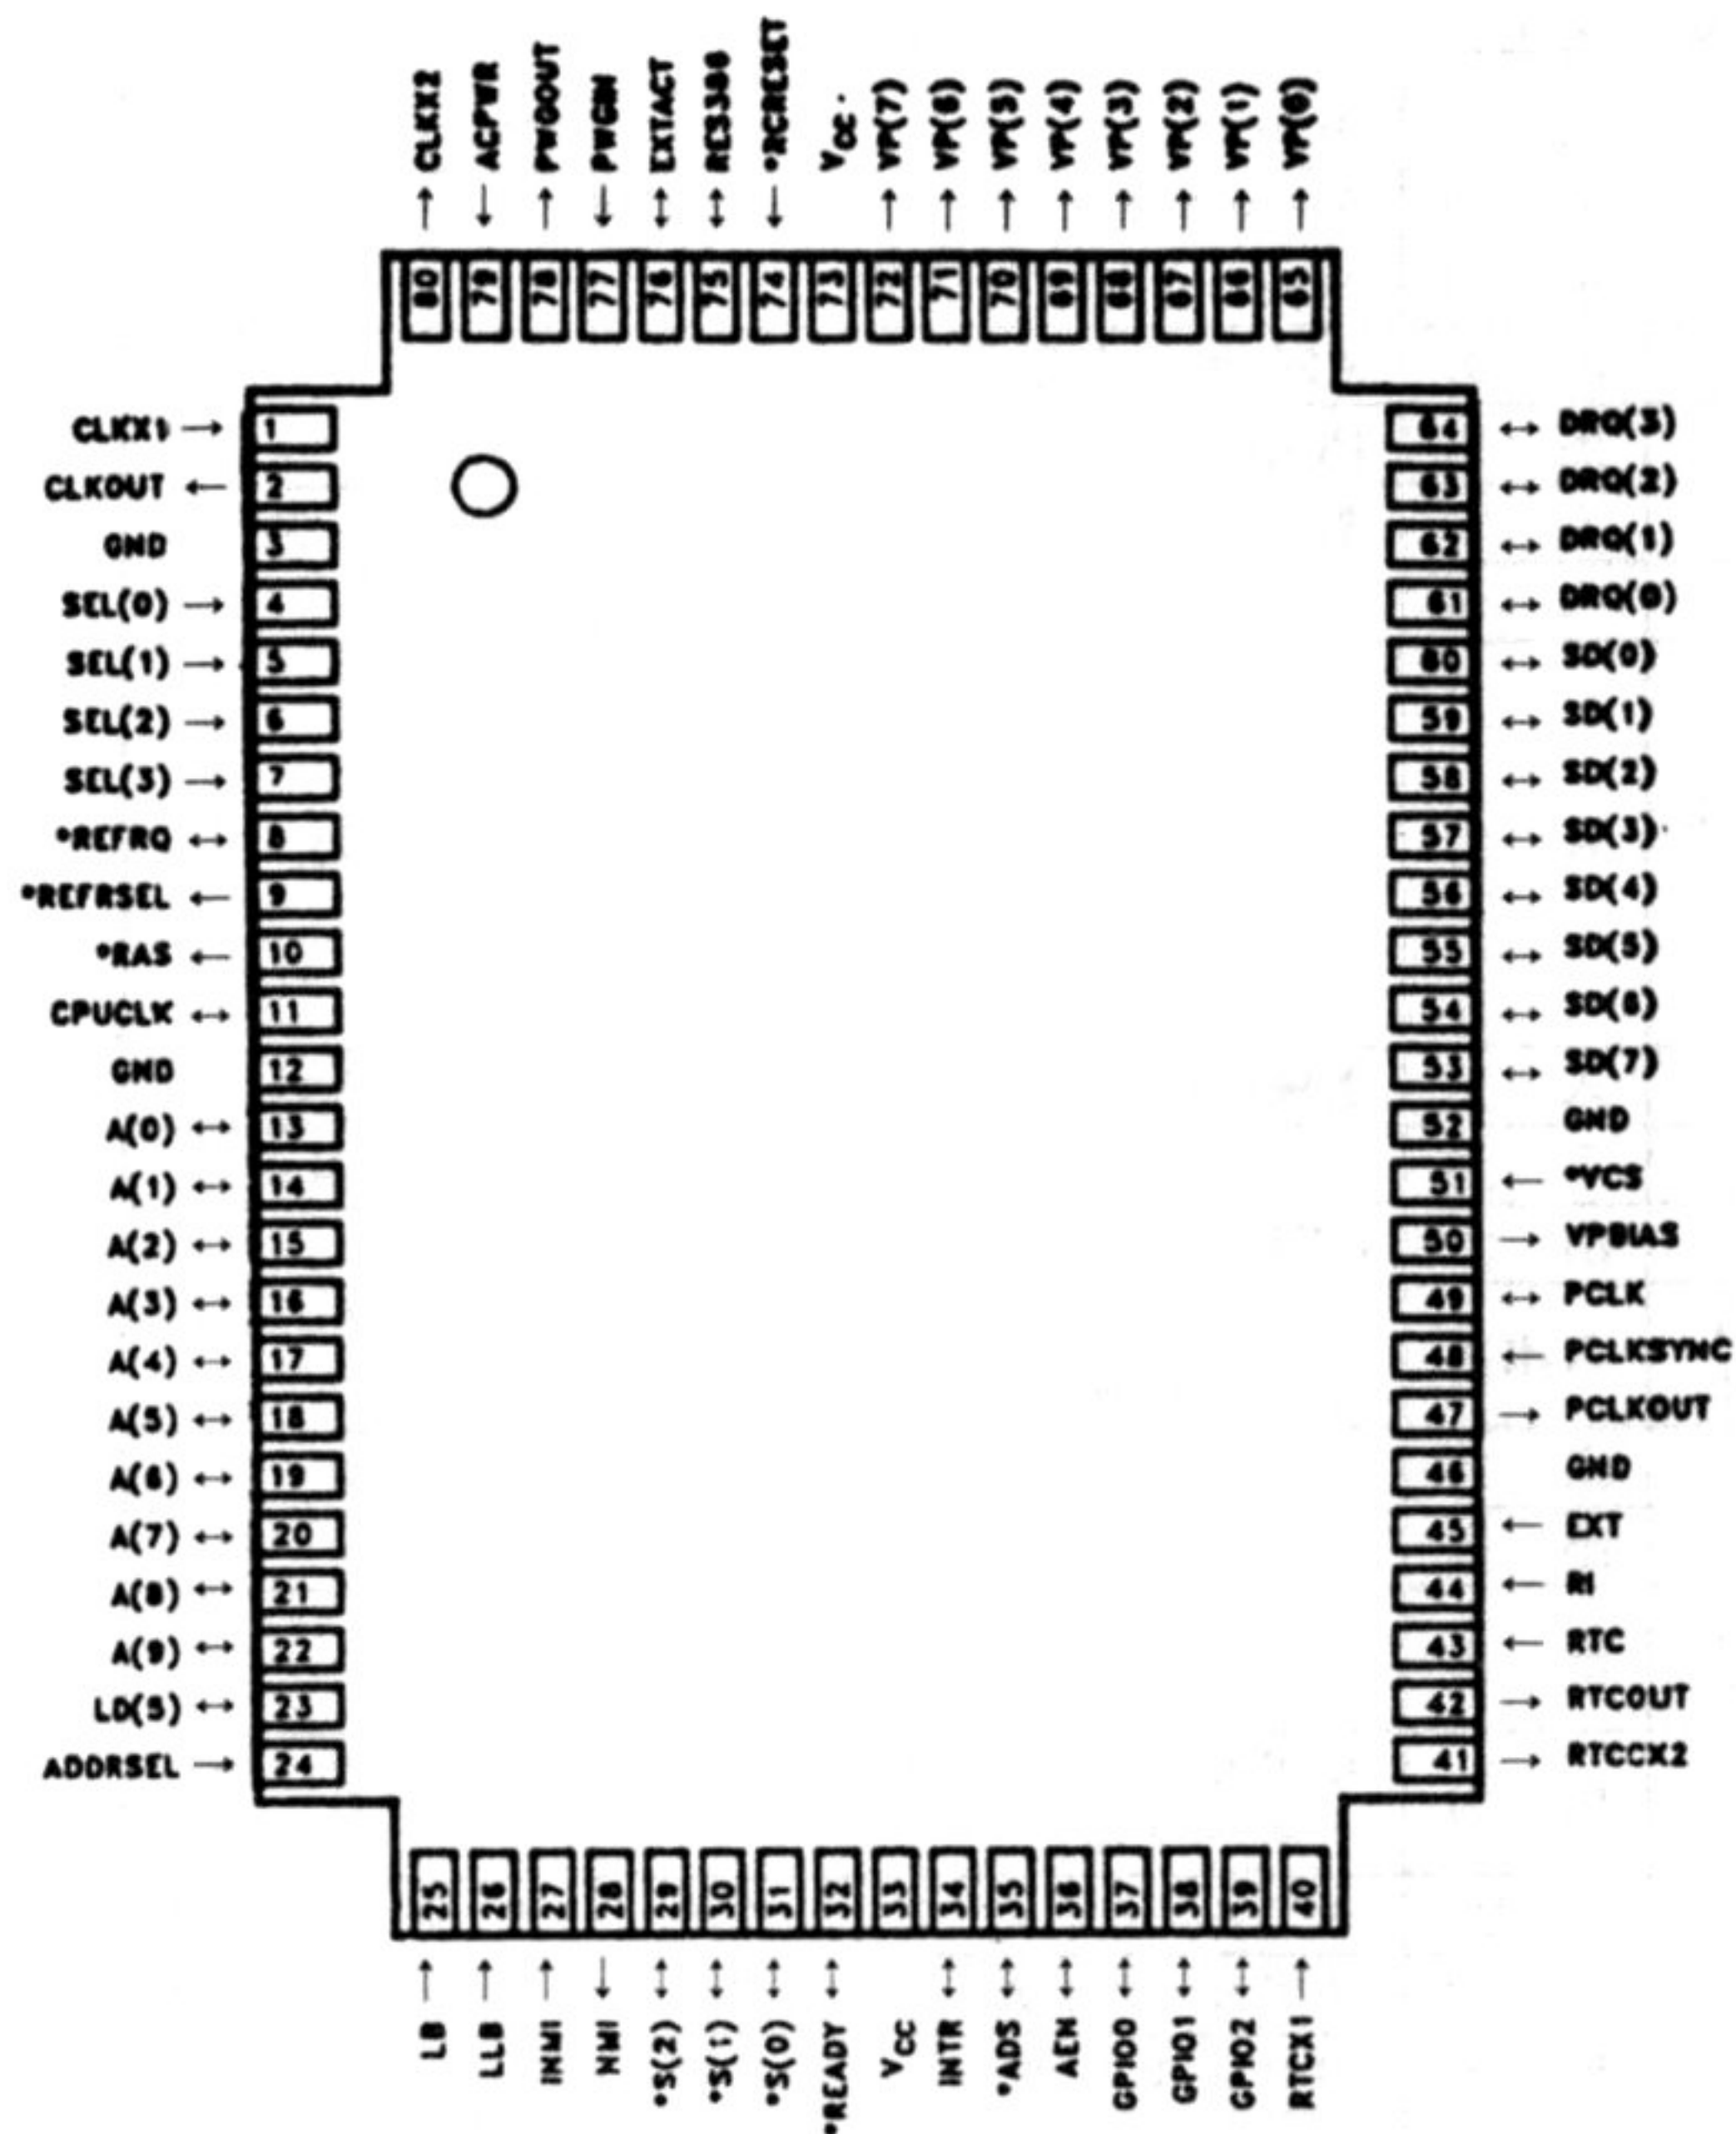 CLKX2
ACPWR
PWGOUT
PWGIN
EXTACT
RES386
*RCRESET
VCC
VP(7)
VP(6)
VP(5)
VP(4)
VP(3)
VP(2)
VP(1)
VP(0)
80 79 78 77 76 75 74 73 72 71 70 69 68 67 66 65
CLKX1 1
CLKOUT 2
GND 3
SEL(0) 4
SEL(1) 5
SEL(2) 6
SEL(3) 7
*REFRQ 8
*REFRSEL 9
*RAS 10
CPUCLK 11
GND 12
A(0) 13
A(1) 14
A(2) 15
A(3) 16
A(4) 17
A(5) 18
A(6) 19
A(7) 20
A(8) 21
A(9) 22
LD(5) 23
ADDRSEL 24
64 DRQ(3)
63 DRQ(2)
62 DRQ(1)
61 DRQ(0)
60 SD(0)
59 SD(1)
58 SD(2)
57 SD(3)
56 SD(4)
55 SD(5)
54 SD(6)
53 SD(7)
52 GND
51 *VCS
50 VPBIAS
49 PCLK
48 PCLKSYNC
47 PCLKOUT
46 GND
45 EXT
44 RI
43 RTC
42 RTCOUT
41 RTCCX2
25 26 27 28 29 30 31 32 33 34 35 36 37 38 39 40
LB
LLB
INMI
NMI
*S(2)
*S(1)
*S(0)
*READY
VCC
INTR
*ADS
AEN
GPIO0
GPIO1
GPIO2
RTCX1